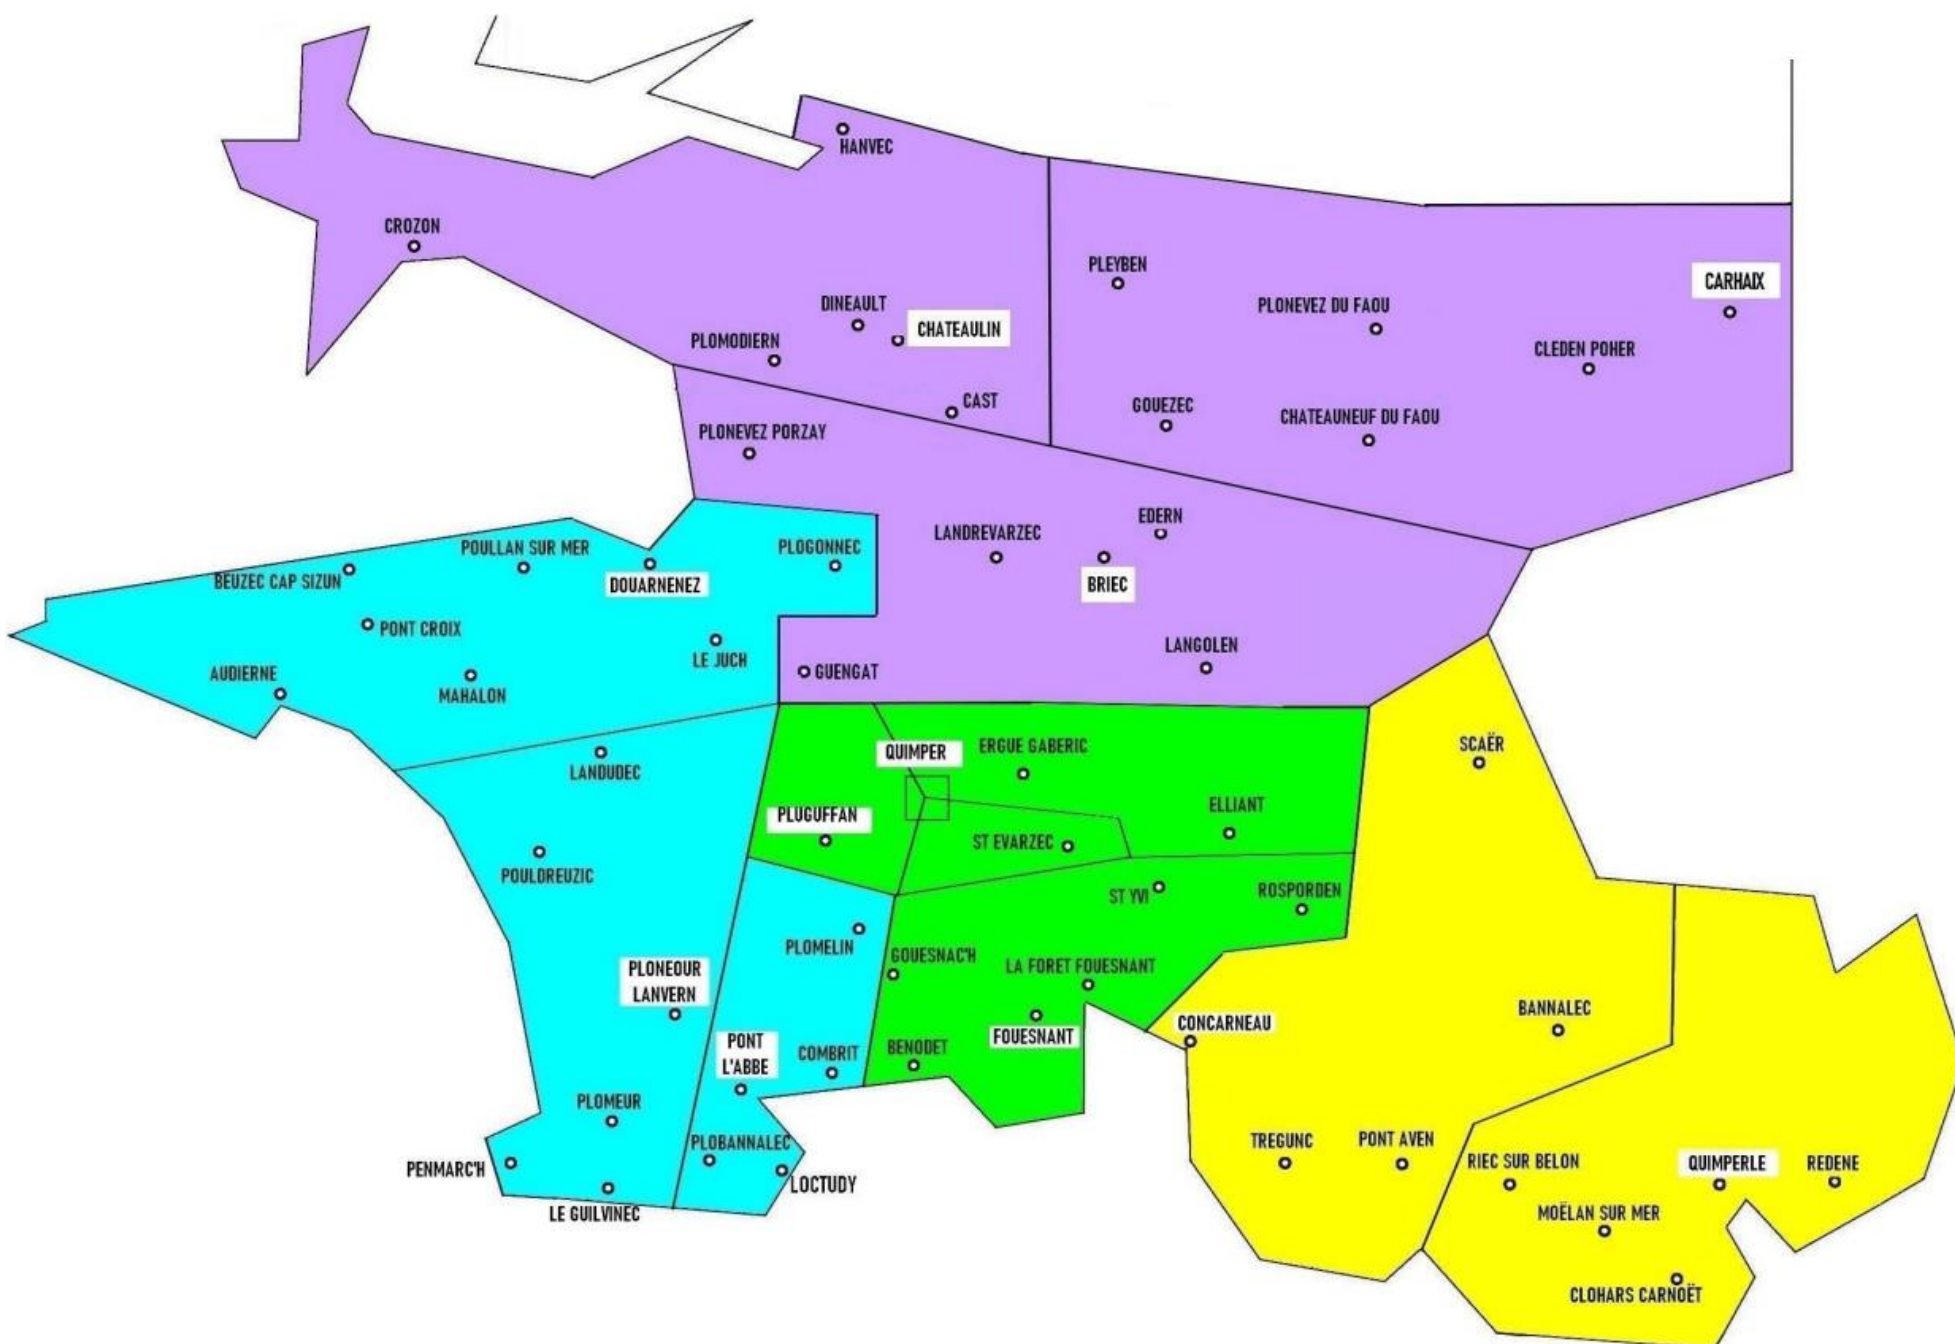 HANVEC
CROZON
PLEYBEN
CARHAIX
DINEAULT
PLONEVEZ DU FAOU
CHATEAULIN
PLOMODIERN
CLEDEN POHER
CAST
GOUEZEC
CHATEAUNEUF DU FAOU
PLONEVEZ PORZAY
EDERN
LANDREVARZEC
POULLAN SUR MER
PLOGONNEC
BEUZEC CAP SIZUN
DOUARNENEZ
BRIEC
PONT CROIX
LANGOLEN
LE JUCH
AUDIERNE
GUENGAT
MAHALON
SCAËR
ERGUE GABERIC
QUIMPER
LANDUDEC
ELLIANT
PLUGUFFAN
ST EVARZEC
POULDREUZIC
ROSPORDEN
ST YVI
PLOMELIN
GOUESNAC'H
LA FORET FOUESNANT
PLONEOUR
LANVERN
BANNALEC
CONCARNEAU
FOUESNANT
PONT
L'ABBE
BENODET
COMBRIT
PLOMEUR
PONT AVEN
TREGUNC
PLOBANNALEC
RIEC SUR BELON
QUIMPERLE
REDENE
PENMARC'H
LOCTUDY
LE GUILVINEC
MOËLAN SUR MER
CLOHARS CARNOËT